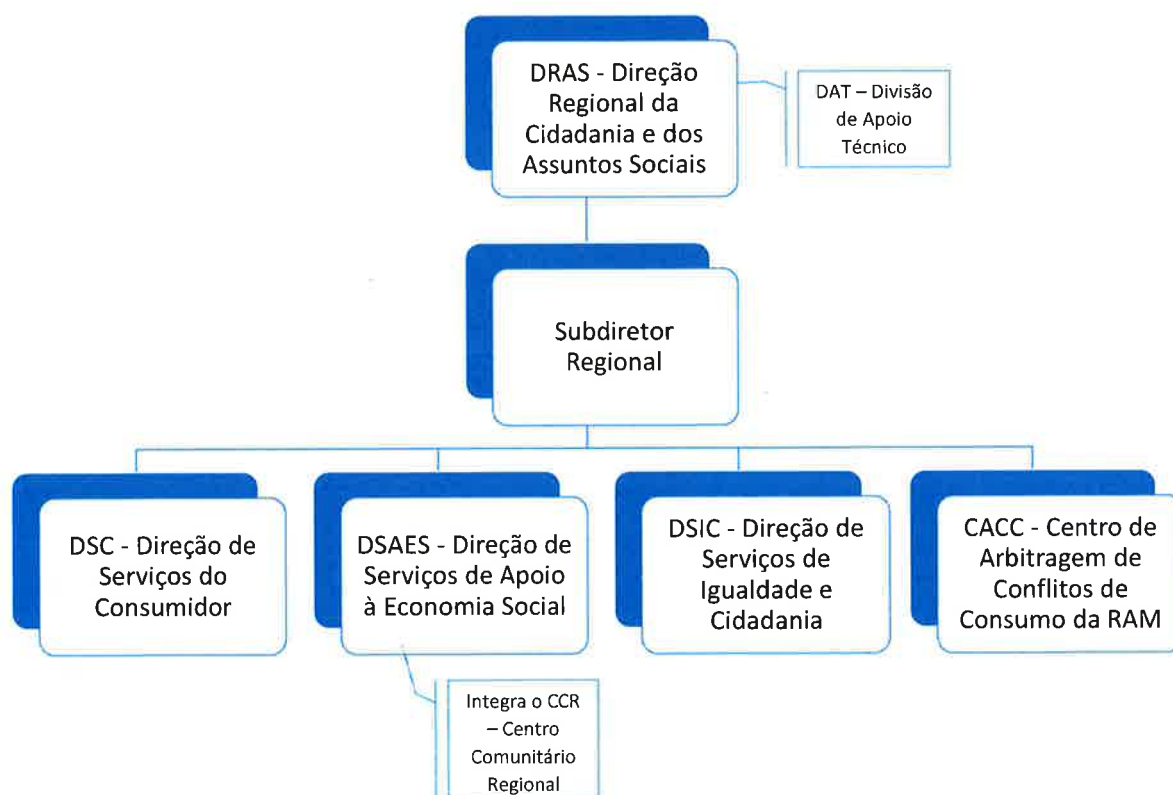 DRAS - Direção
Regional da
Cidadania e dos
Assuntos Sociais
DAT – Divisão
de Apoio
Técnico
Subdiretor
Regional
DSC - Direção de
Serviços do
Consumidor
DSAES - Direção de
Serviços de Apoio
à Economia Social
DSIC - Direção de
Serviços de
Igualdade e
Cidadania
CACC - Centro de
Arbitragem de
Conflitos de
Consumo da RAM
Integra o CCR
– Centro
Comunitário
Regional